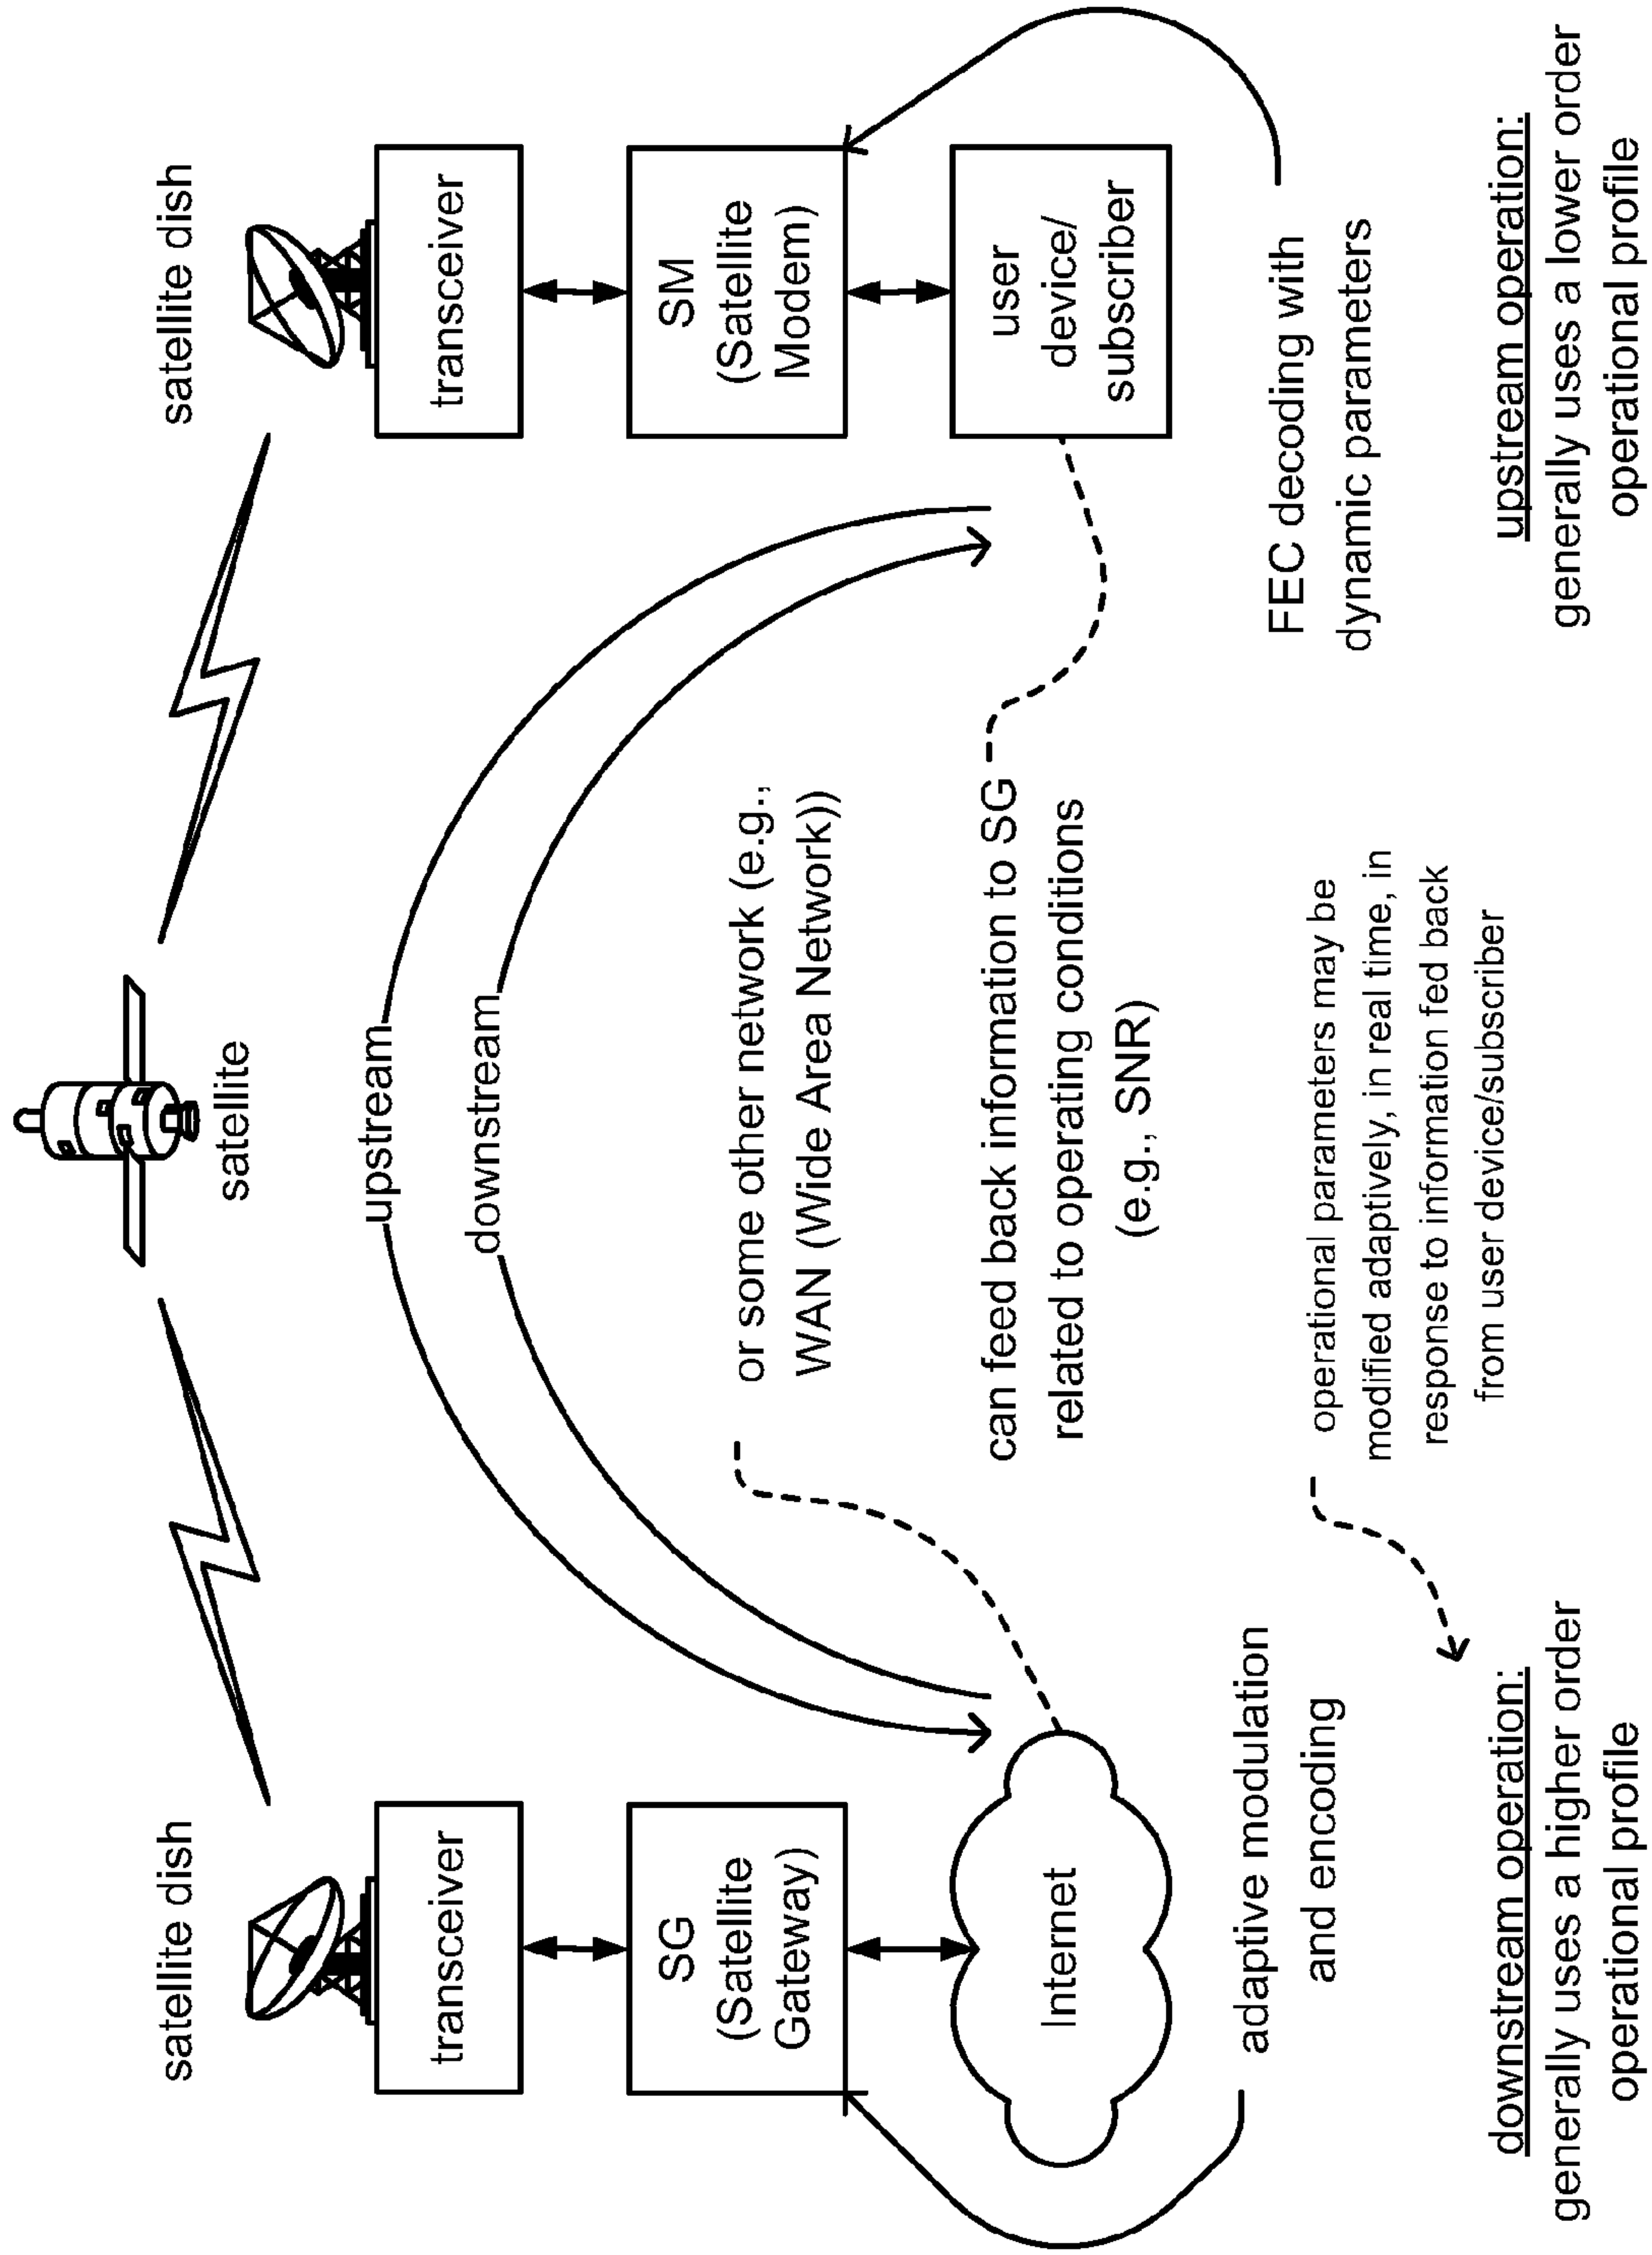 satellite
satellite dish
satellite dish
transceiver
transceiver
upstream
downstream
SG
(Satellite
Gateway)
SM
(Satellite
Modem)
or some other network (e.g.,
WAN (Wide Area Network))
Internet
user
device/
subscriber
can feed back information to SG
related to operating conditions
(e.g., SNR)
adaptive modulation
and encoding
FEC decoding with
dynamic parameters
operational parameters may be
modified adaptively, in real time, in
response to information fed back
from user device/subscriber
downstream operation:
generally uses a higher order
operational profile
upstream operation:
generally uses a lower order
operational profile